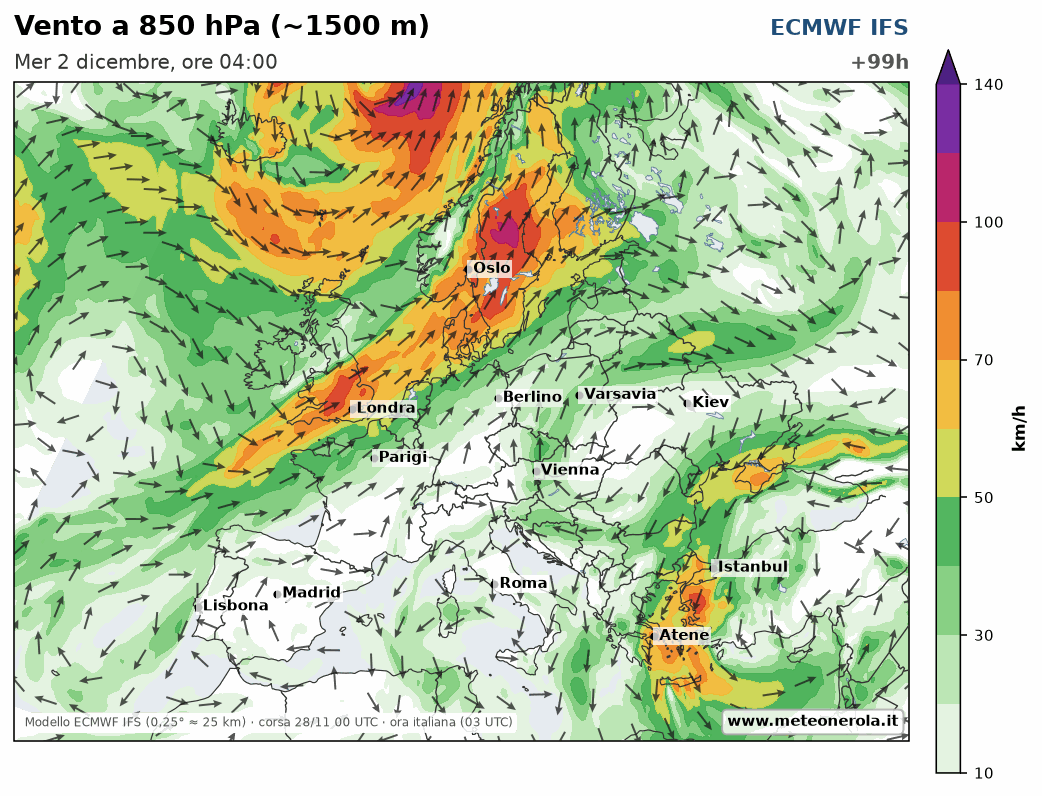 Vento a 850 hPa (~1500 m)
ECMWF IFS
Mer 2 dicembre, ore 04:00
+99h
140
100
70
50
30
10
km/h
Oslo
Londra
Berlino
Varsavia
Kiev
Parigi
Vienna
Istanbul
Roma
Madrid
Lisbona
Atene
Modello ECMWF IFS (0,25° ≈ 25 km) · corsa 28/11 00 UTC · ora italiana (03 UTC)
www.meteonerola.it